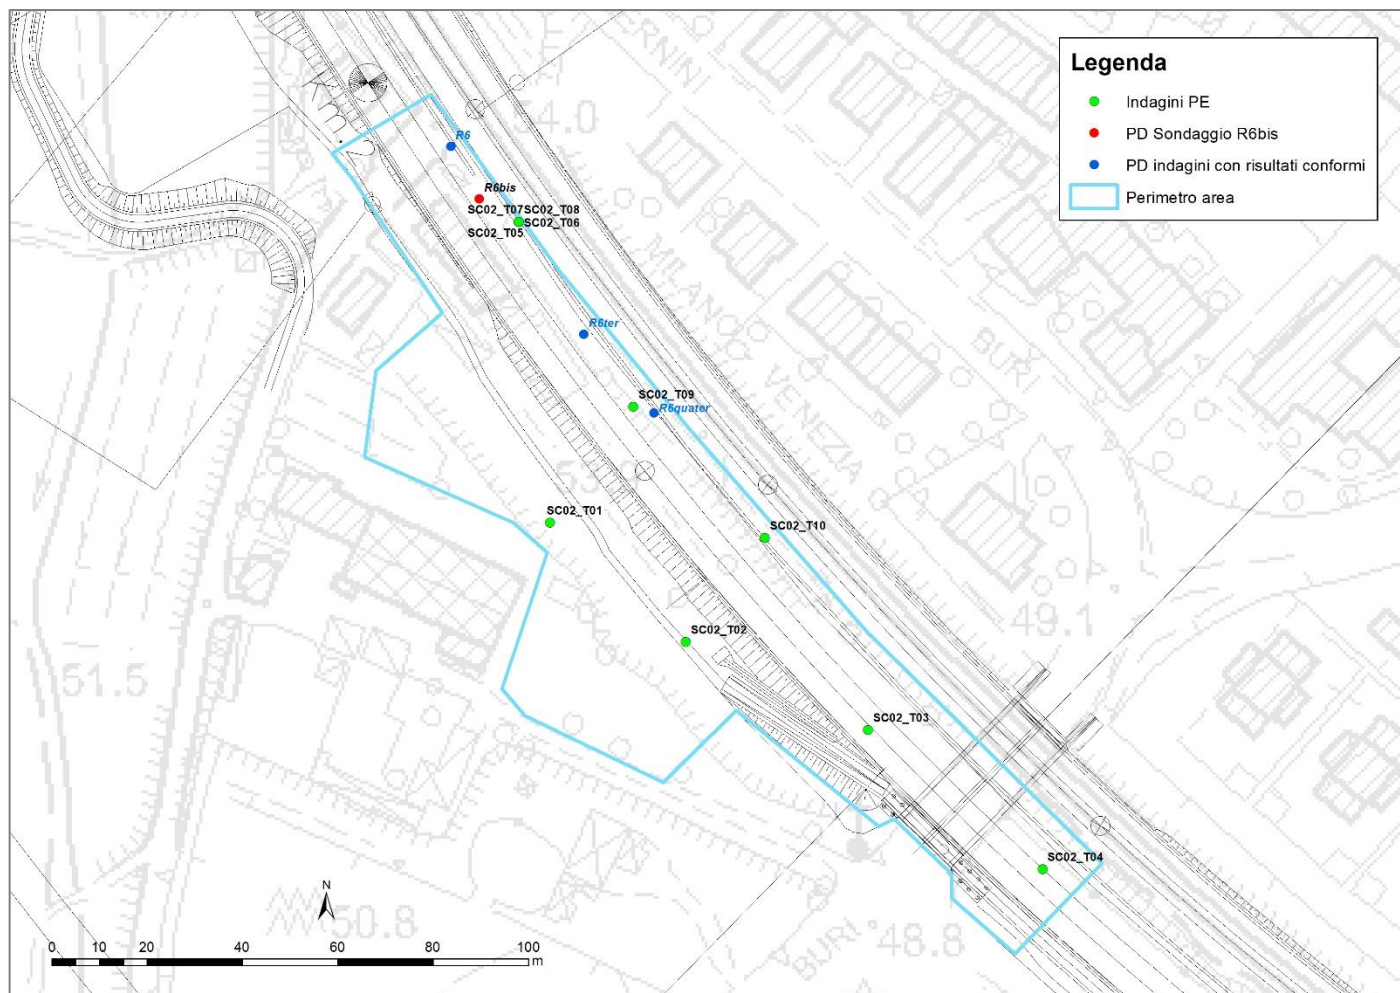 Legenda
Indagini PE
PD Sondaggio R6bis
PD indagini con risultati conformi
Perimetro area
54.0
R6
R6bis
SC02_T07 SC02_T08
SC02_T06
SC02_T05
MILANO VENEZIA
R6ter
SC02_T09
R6quater
SC02_T01
SC02_T10
49.1
SC02_T02
51.5
SC02_T03
SC02_T04
N
50.8
48.8
0 10 20 40 60 80 100
m